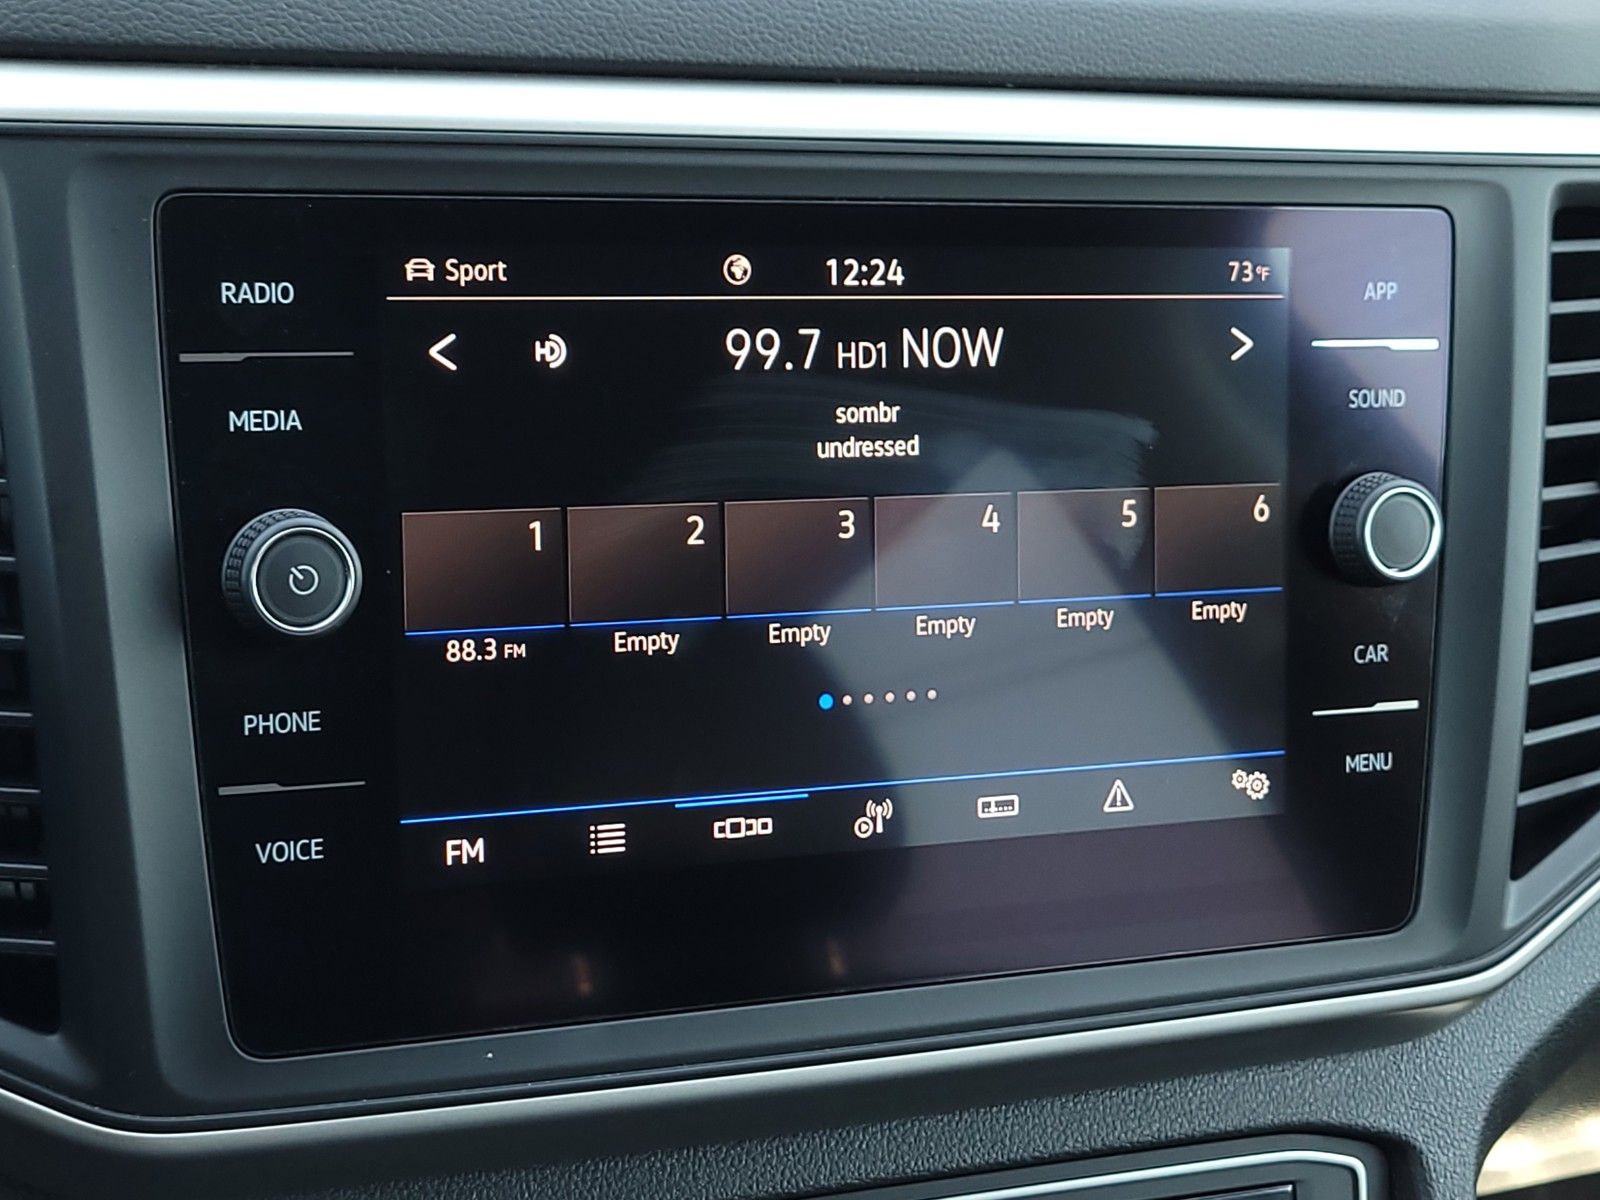 RADIO
MEDIA
PHONE
VOICE
Sport 12:24 73°F
HD 99.7 HD1 NOW
sombr
undressed
1 2 3 4 5 6
88.3 FM Empty Empty Empty Empty Empty
FM
APP
SOUND
CAR
MENU